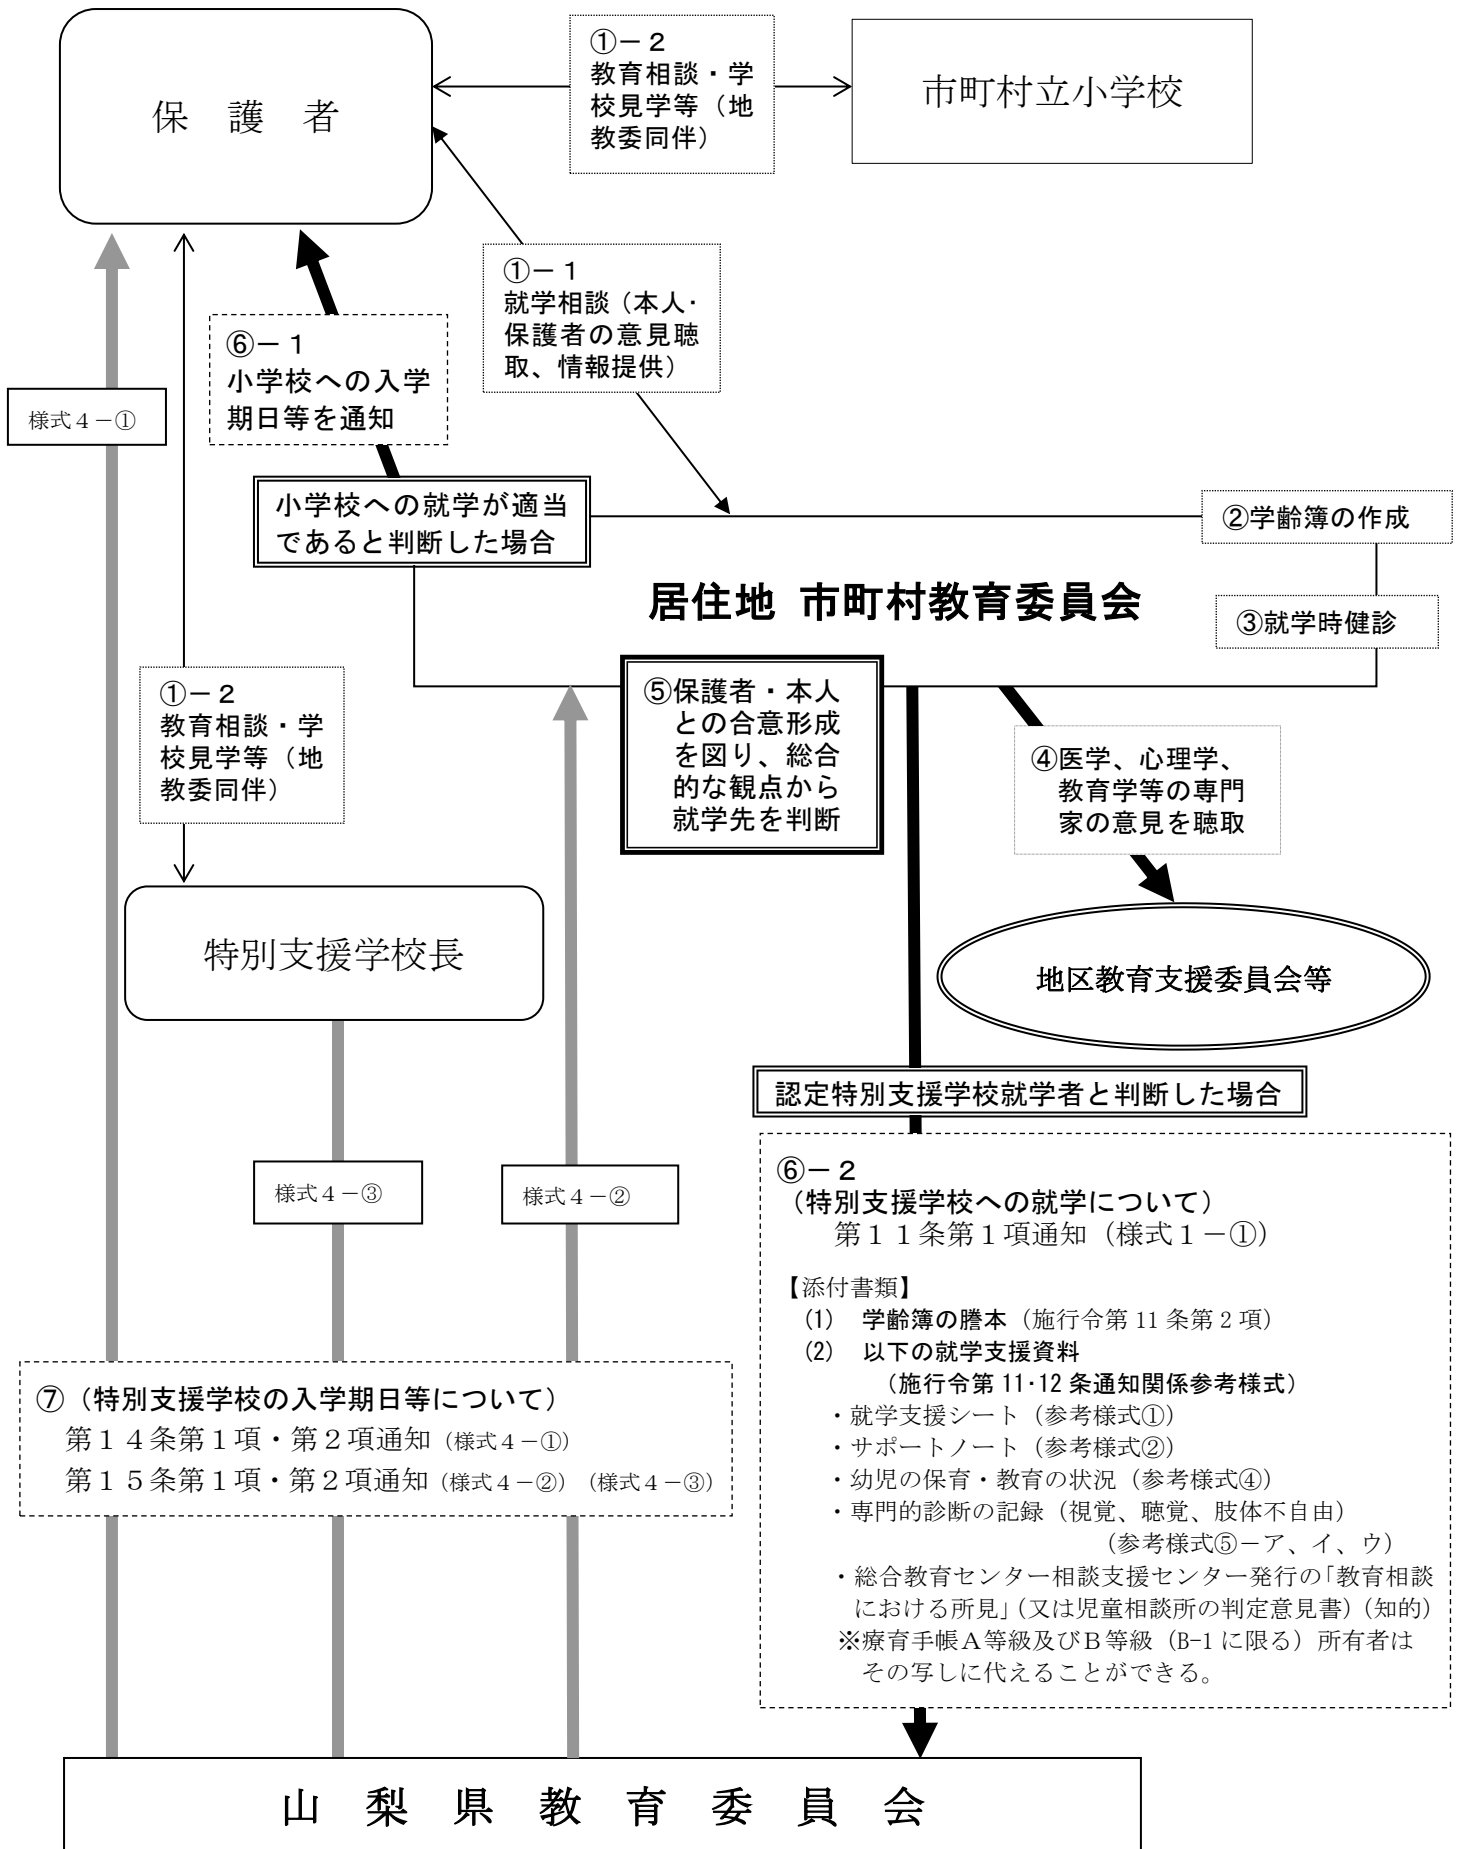 保　護　者
①－２
教育相談・学
校見学等（地
教委同伴）
市町村立小学校
①－１
就学相談（本人・
保護者の意見聴
取、情報提供）
⑥－１
小学校への入学
期日等を通知
様式４－①
小学校への就学が適当
であると判断した場合
②学齢簿の作成
居住地 市町村教育委員会
③就学時健診
①－２
教育相談・学
校見学等（地
教委同伴）
⑤保護者・本人
との合意形成
を図り、総合
的な観点から
就学先を判断
④医学、心理学、
教育学等の専門
家の意見を聴取
特別支援学校長
地区教育支援委員会等
認定特別支援学校就学者と判断した場合
様式４－③
様式４－②
⑥－２
（特別支援学校への就学について）
第１１条第１項通知（様式１－①）
【添付書類】
(1)　学齢簿の謄本（施行令第 11 条第 2 項）
(2)　以下の就学支援資料
（施行令第 11･12 条通知関係参考様式）
・就学支援シート（参考様式①）
・サポートノート（参考様式②）
・幼児の保育・教育の状況（参考様式④）
・専門的診断の記録（視覚、聴覚、肢体不自由）
（参考様式⑤－ア、イ、ウ）
・総合教育センター相談支援センター発行の｢教育相談
における所見｣（又は児童相談所の判定意見書）（知的）
※療育手帳Ａ等級及びＢ等級（B-1 に限る）所有者は
その写しに代えることができる。
⑦（特別支援学校の入学期日等について）
第１４条第１項・第２項通知（様式４－①）
第１５条第１項・第２項通知（様式４－②）（様式４－③）
山　梨　県　教　育　委　員　会